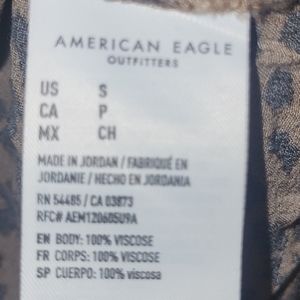 AMERICAN EAGLE
OUTFITTERS
US S
CA P
MX CH
MADE IN JORDAN / FABRIQUÉ EN
JORDANIE / HECHO EN JORDANIA
RN 54485 / CA 03873
RFC# AEM120605U9A
EN BODY: 100% VISCOSE
FR CORPS: 100% VISCOSE
SP CUERPO: 100% viscosa